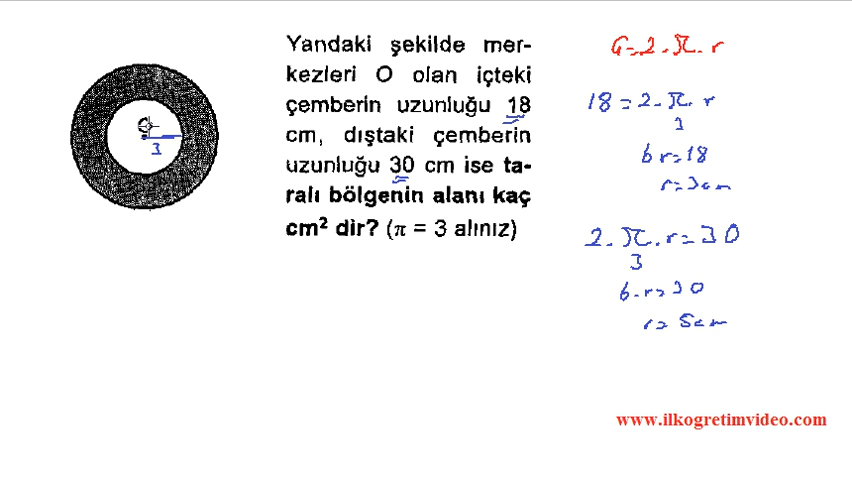 Yandaki şekilde mer-
kezleri O olan içteki
çemberin uzunluğu 18
cm, dıştaki çemberin
uzunluğu 30 cm ise ta-
ralı bölgenin alanı kaç
cm² dir? (π = 3 alınız)
O
3
Ç=2.π.r
18=2.π.r
3
6r=18
r=3cm
2.π.r=30
3
6.r=30
r=5cm
www.ilkogretimvideo.com